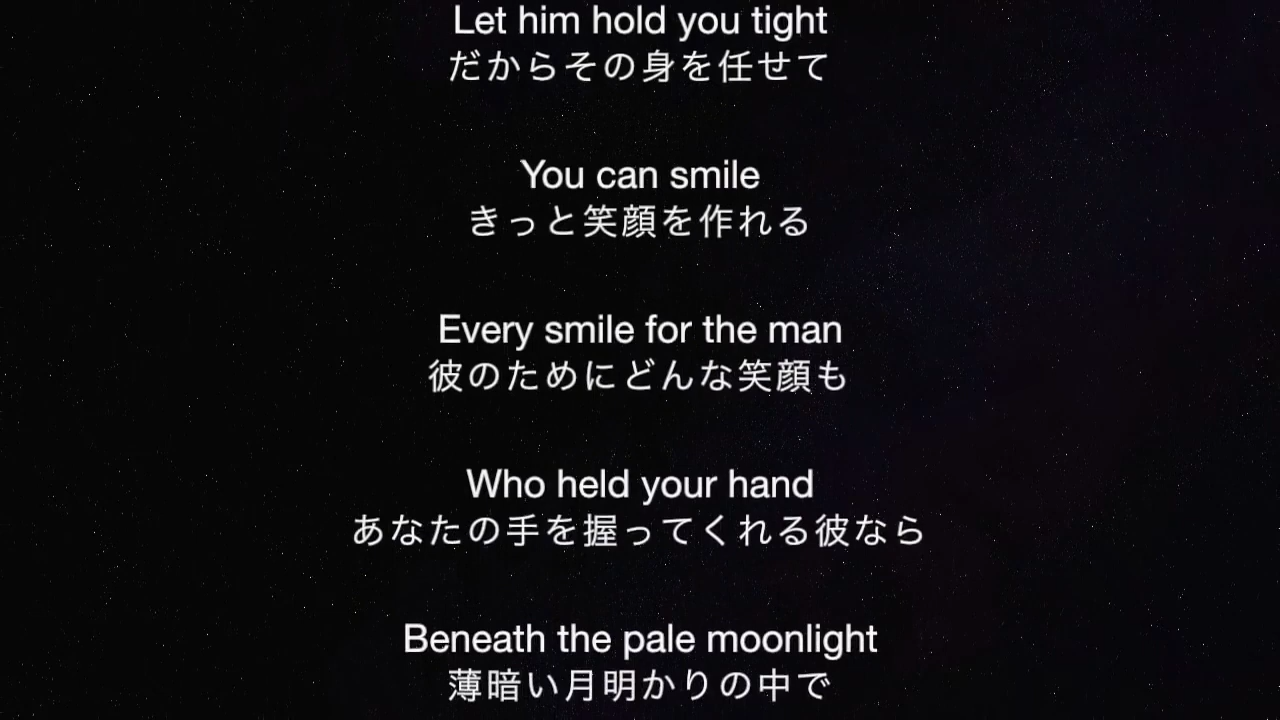 Let him hold you tight
だからその身を任せて
You can smile
きっと笑顔を作れる
Every smile for the man
彼のためにどんな笑顔も
Who held your hand
あなたの手を握ってくれる彼なら
Beneath the pale moonlight
薄暗い月明かりの中で